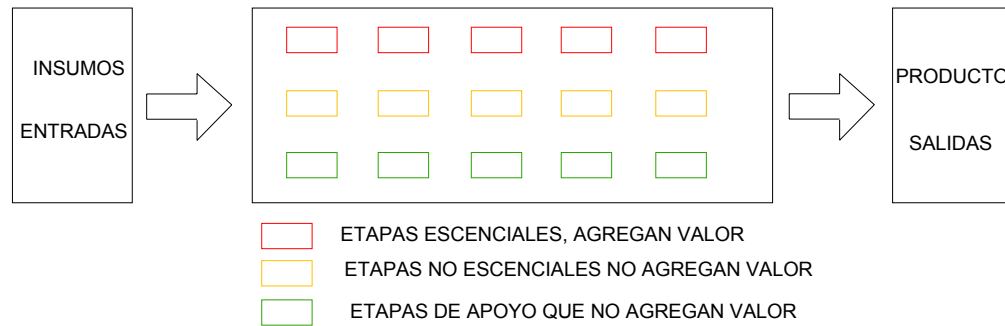 INSUMOS
ENTRADAS
PRODUCTO
SALIDAS
ETAPAS ESCENCIALES, AGREGAN VALOR
ETAPAS NO ESCENCIALES NO AGREGAN VALOR
ETAPAS DE APOYO QUE NO AGREGAN VALOR